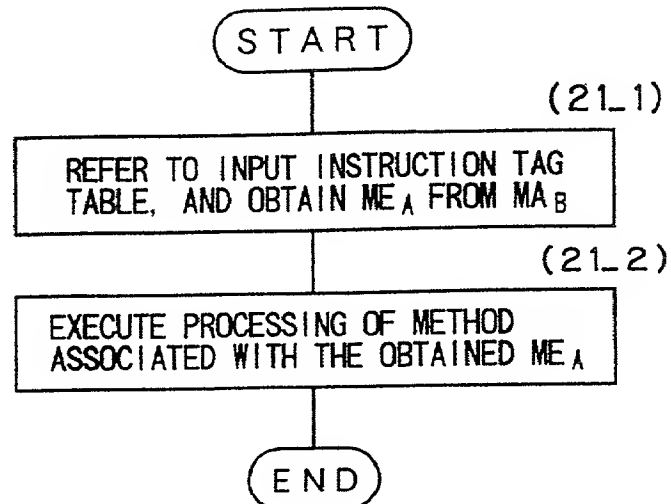 START
(21_1)
REFER TO INPUT INSTRUCTION TAG
TABLE, AND OBTAIN ME A FROM MA B
(21_2)
EXECUTE PROCESSING OF METHOD
ASSOCIATED WITH THE OBTAINED ME A
END